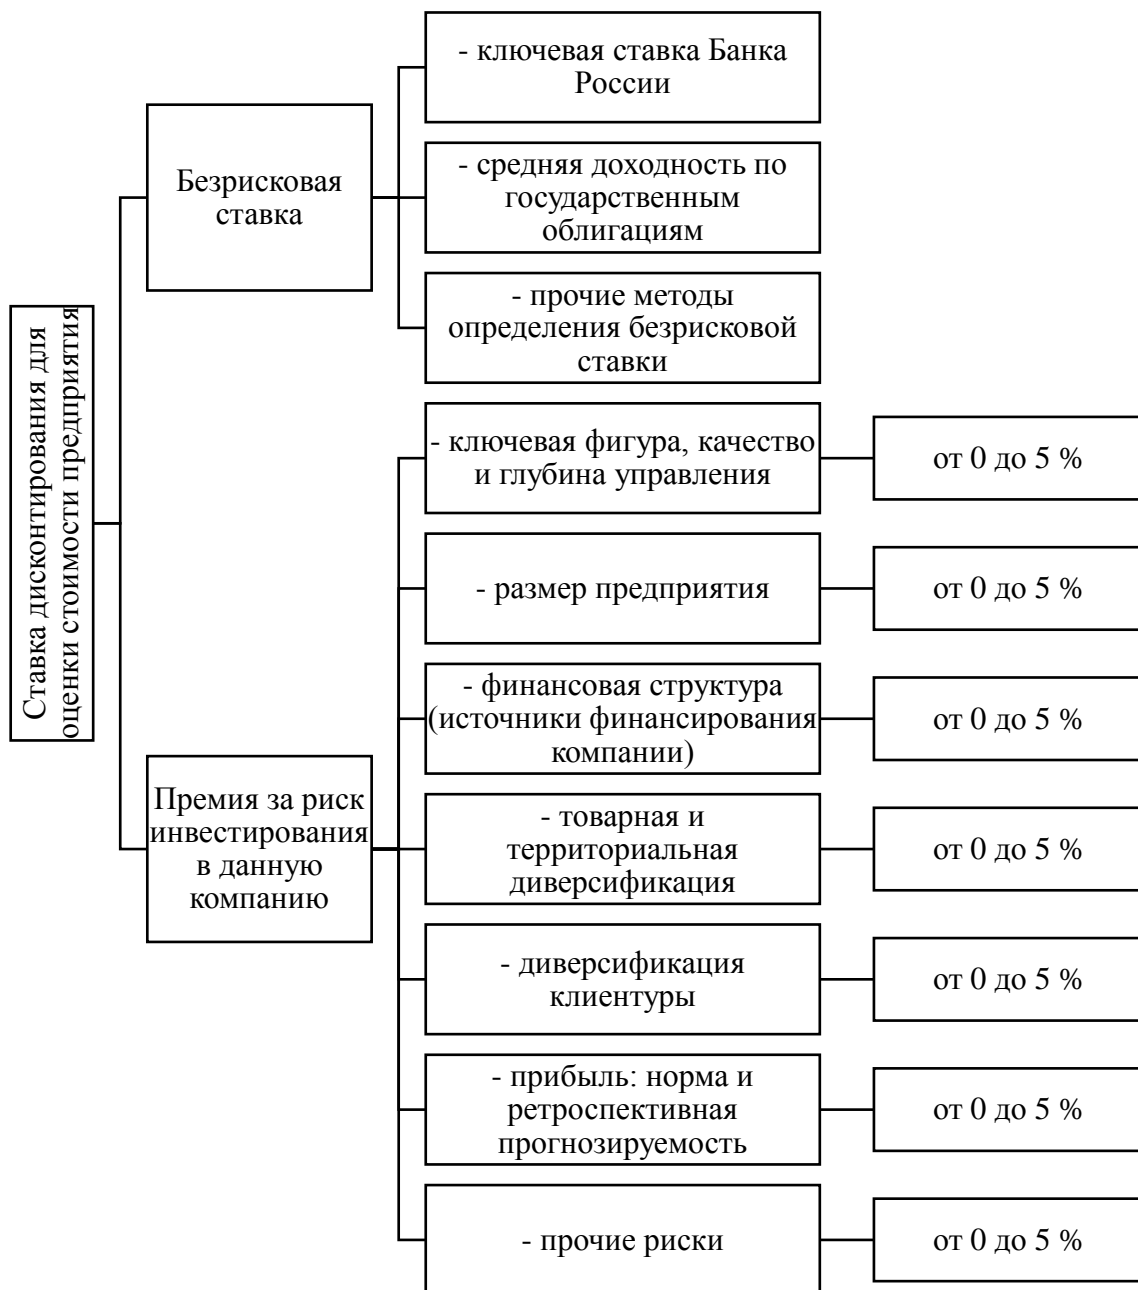 Ставка дисконтирования для
оценки стоимости предприятия
Безрисковая
ставка
- ключевая ставка Банка
России
- средняя доходность по
государственным
облигациям
- прочие методы
определения безрисковой
ставки
Премия за риск
инвестирования
в данную
компанию
- ключевая фигура, качество
и глубина управления
от 0 до 5 %
- размер предприятия
от 0 до 5 %
- финансовая структура
(источники финансирования
компании)
от 0 до 5 %
- товарная и
территориальная
диверсификация
от 0 до 5 %
- диверсификация
клиентуры
от 0 до 5 %
- прибыль: норма и
ретроспективная
прогнозируемость
от 0 до 5 %
- прочие риски
от 0 до 5 %